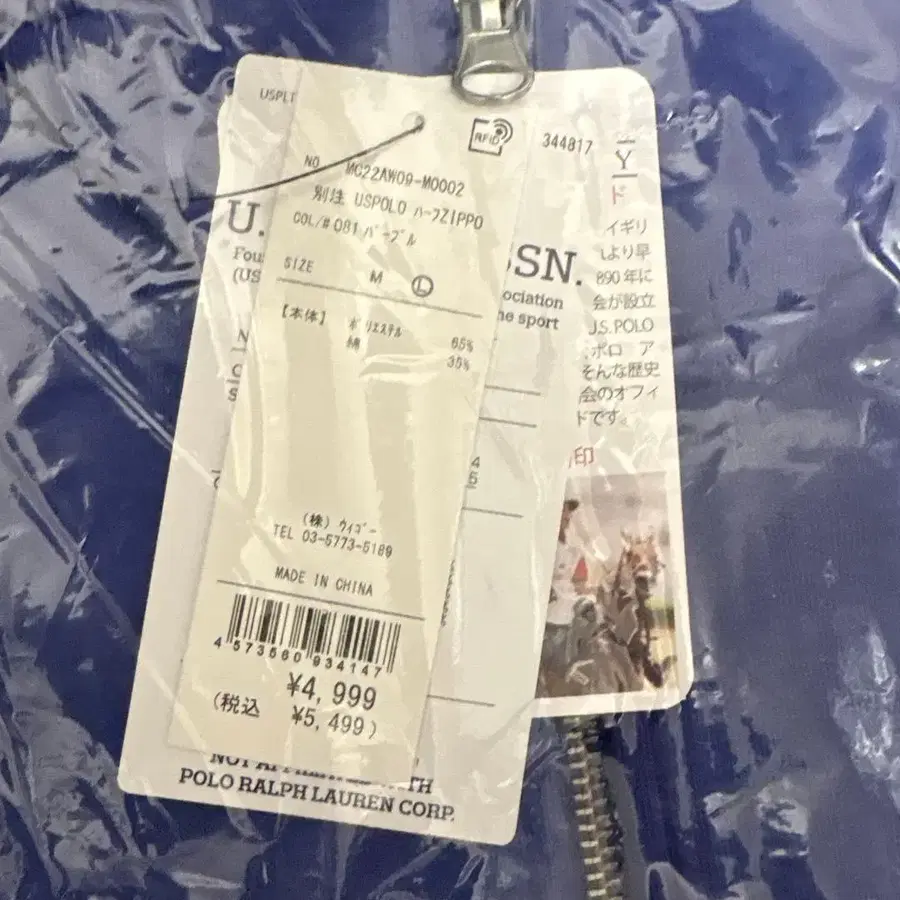 USPLT
NO. MC22AW09-M0002
別注 USPOLO ハーフZIPPO
COL/# 081 パープル
SIZE M Ⓛ
【本体】 ポリエステル 65%
綿 35%
(株) ウィゴー
TEL 03-5773-5189
MADE IN CHINA
4573560934147
¥4,999
(税込 ¥5,499)
RFID
344817
U.
SSN.
Fou
ociation
(US
he sport
POLO RALPH LAUREN CORP.
Y
ド
イギリ
より早
890年に
会が設立
U.S. POLO
ポロ ア
そんな歴史
会のオフィ
ドです。
印